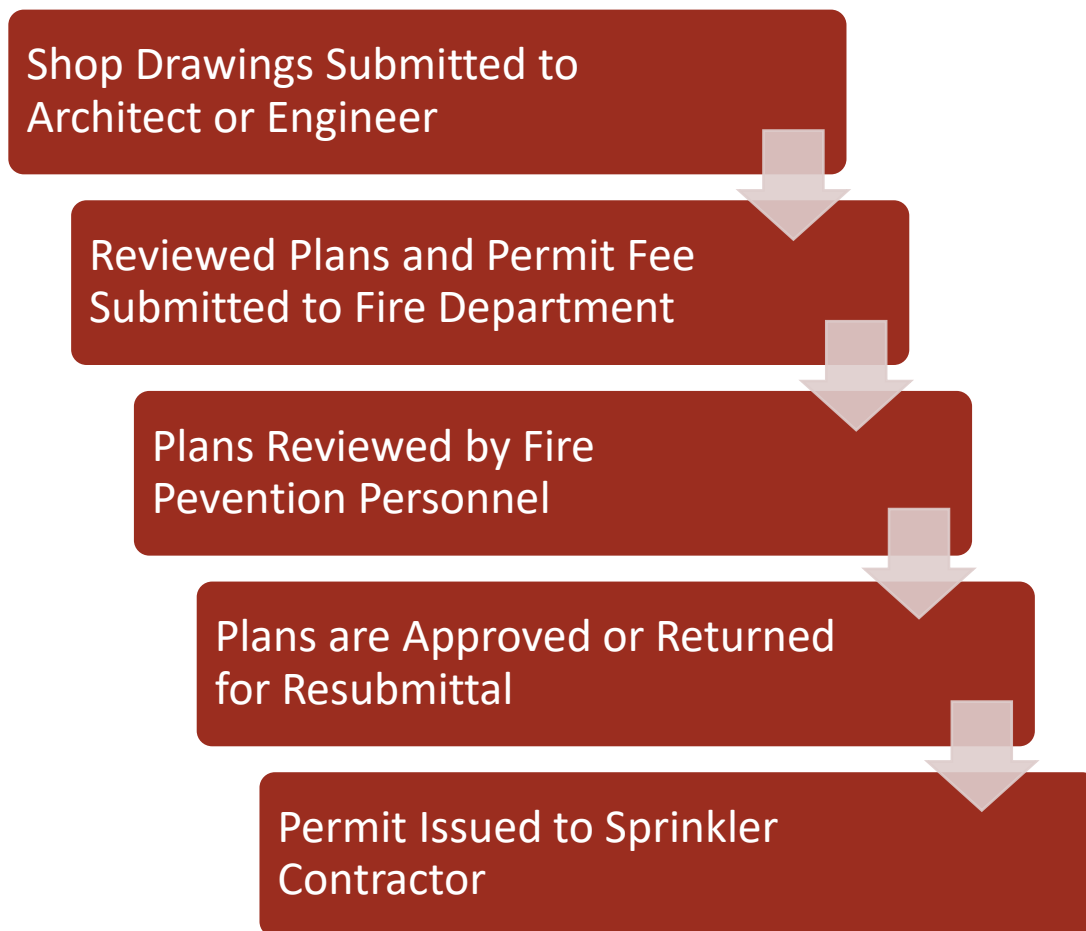 Shop Drawings Submitted to
Architect or Engineer
Reviewed Plans and Permit Fee
Submitted to Fire Department
Plans Reviewed by Fire
Pevention Personnel
Plans are Approved or Returned
for Resubmittal
Permit Issued to Sprinkler
Contractor